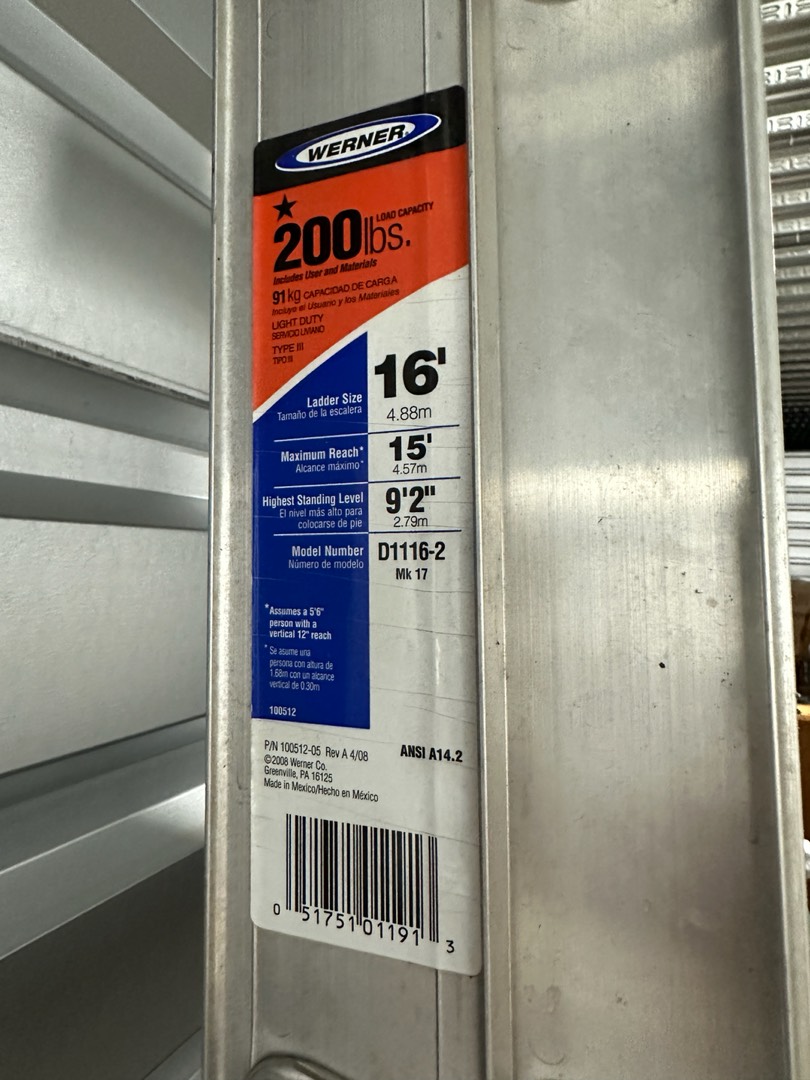 WERNER
200lbs.
LOAD CAPACITY
Includes User and Materials
91kg CAPACIDAD DE CARGA
Incluye el Usuario y los Materiales
LIGHT DUTY
SERVICIO LIVIANO
TYPE III
TIPO III
Ladder Size 16'
Tamaño de la escalera 4.88m
Maximum Reach* 15'
Alcance máximo* 4.57m
Highest Standing Level 9'2"
El nivel más alto para
colocarse de pie 2.79m
Model Number D1116-2
Número de modelo Mk 17
*Assumes a 5'6"
person with a
vertical 12" reach
* Se asume una
persona con altura de
1.68m con un alcance
vertical de 0.30m
100512
P/N 100512-05 Rev A 4/08 ANSI A14.2
©2008 Werner Co.
Greenville, PA 16125
Made in Mexico/Hecho en México
0 51751 01191 3